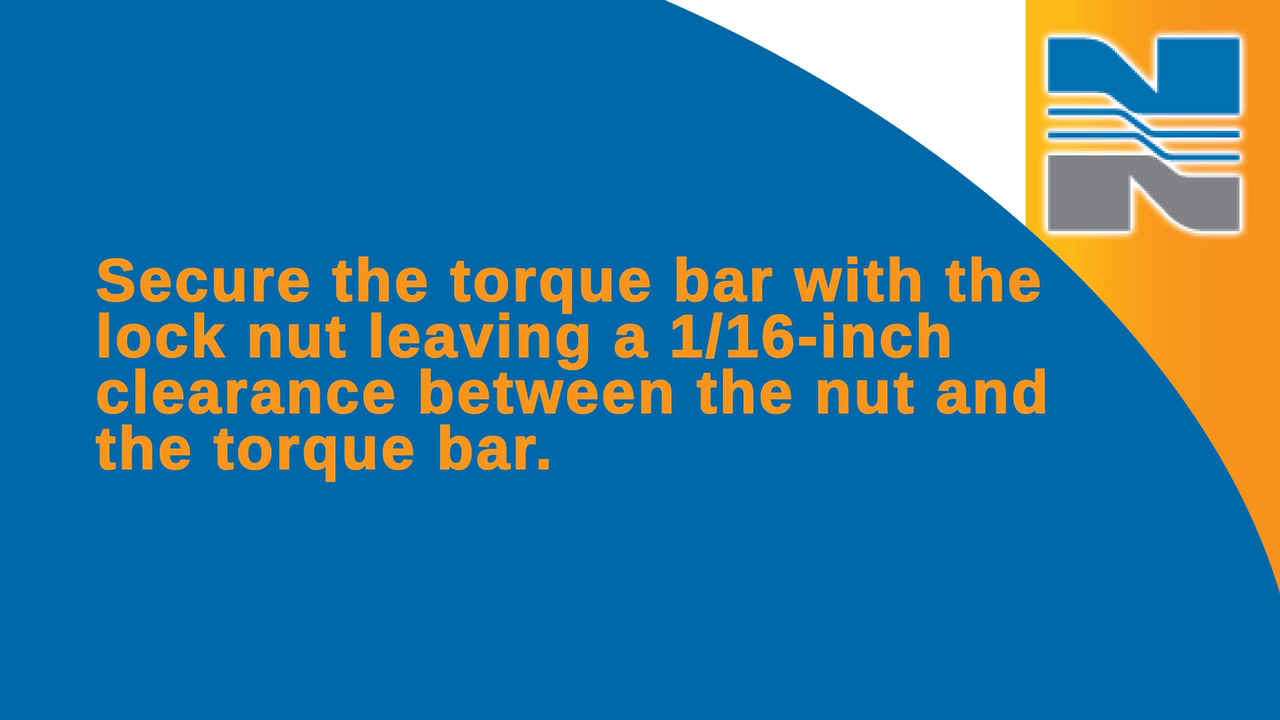 Secure the torque bar with the
lock nut leaving a 1/16-inch
clearance between the nut and
the torque bar.